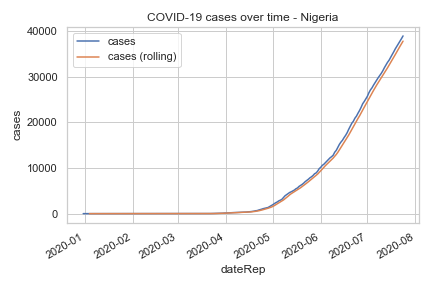 COVID-19 cases over time - Nigeria
cases
cases (rolling)
40000
30000
20000
10000
0
cases
2020-01
2020-02
2020-03
2020-04
2020-05
2020-06
2020-07
2020-08
dateRep